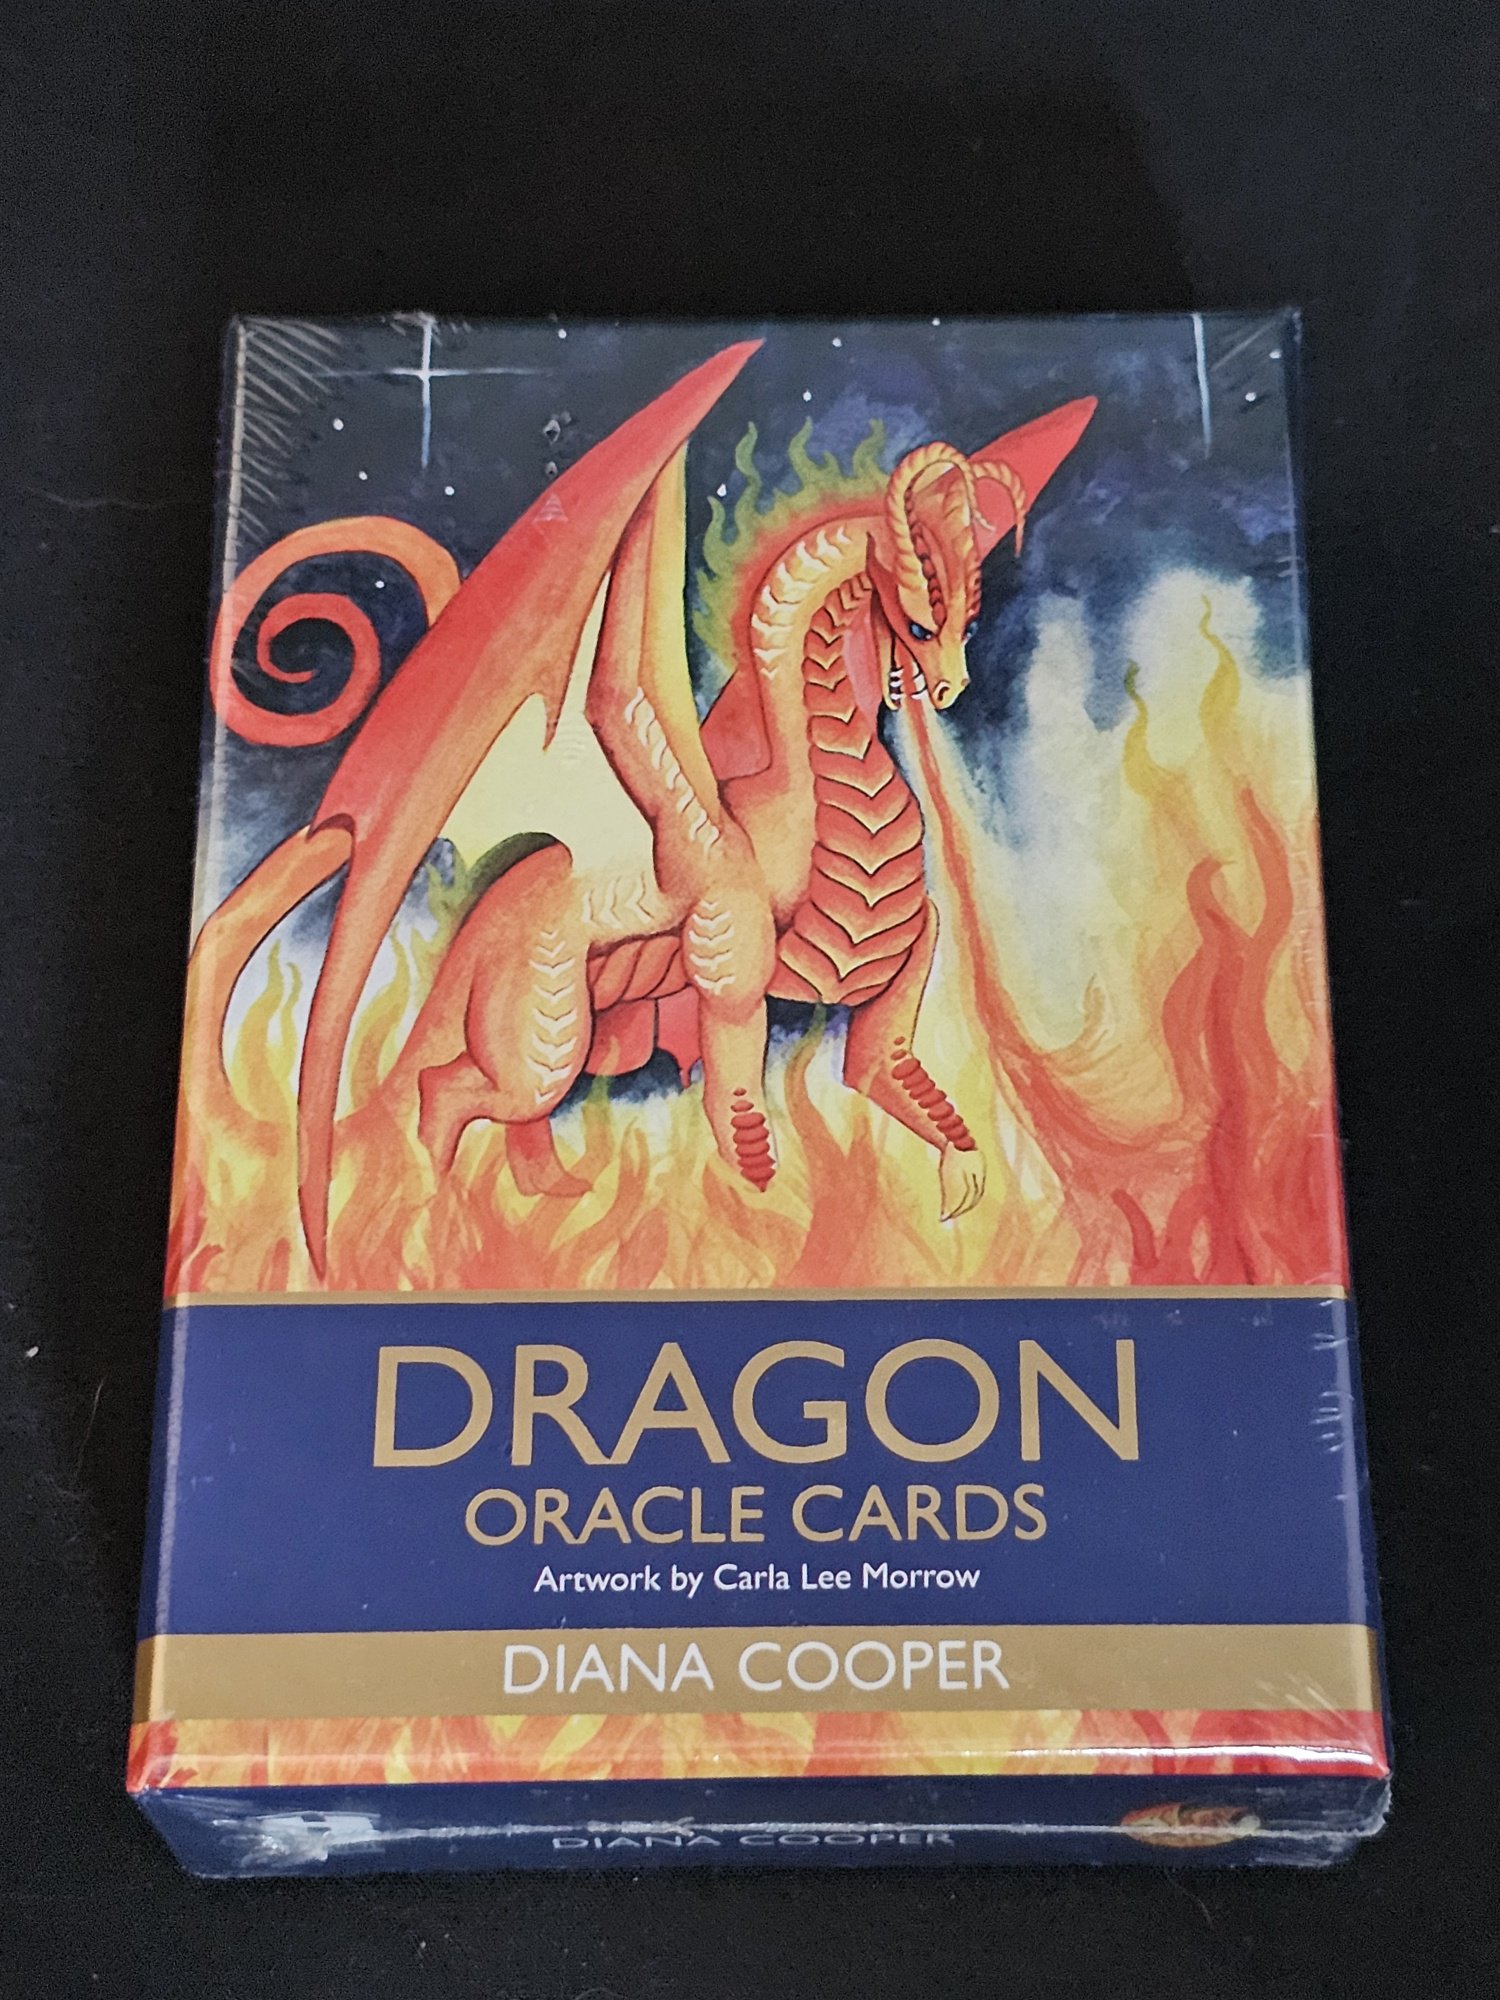 DRAGON
ORACLE CARDS
Artwork by Carla Lee Morrow
DIANA COOPER
DIANA COOPER